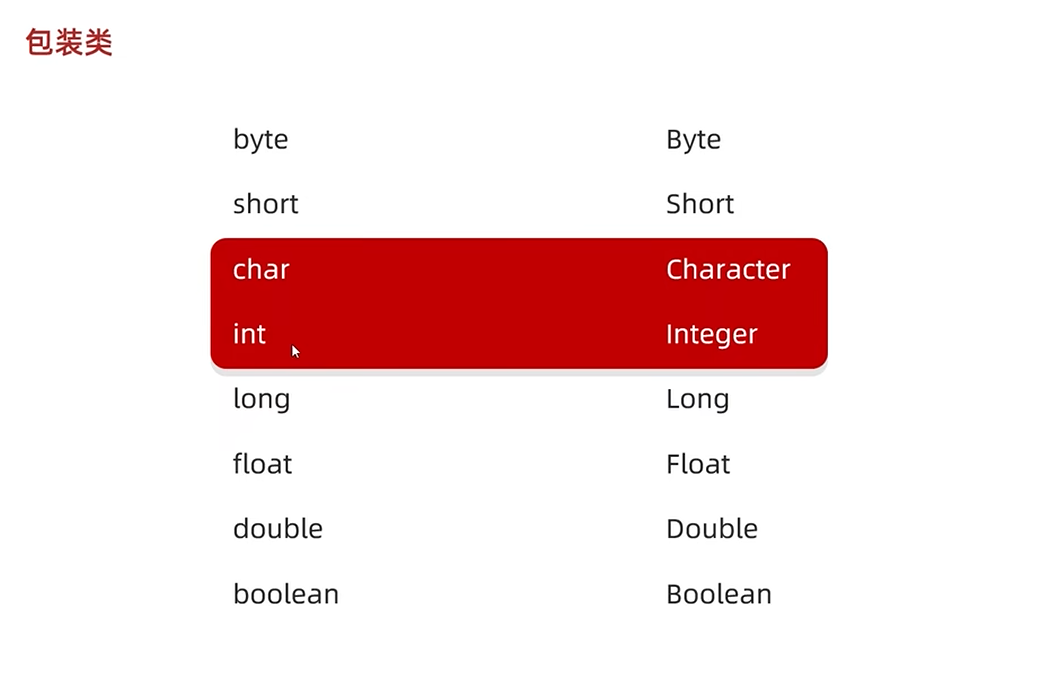 包装类
byte Byte
short Short
char Character
int Integer
long Long
float Float
double Double
boolean Boolean